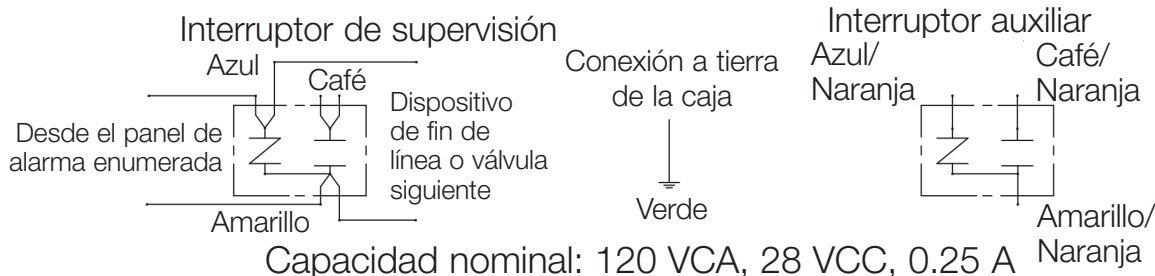 Interruptor de supervisión
Azul
Café
Desde el panel de
alarma enumerada
Dispositivo
de fin de
línea o válvula
siguiente
Amarillo
Conexión a tierra
de la caja
Verde
Interruptor auxiliar
Azul/
Naranja
Café/
Naranja
Amarillo/
Naranja
Capacidad nominal: 120 VCA, 28 VCC, 0.25 A